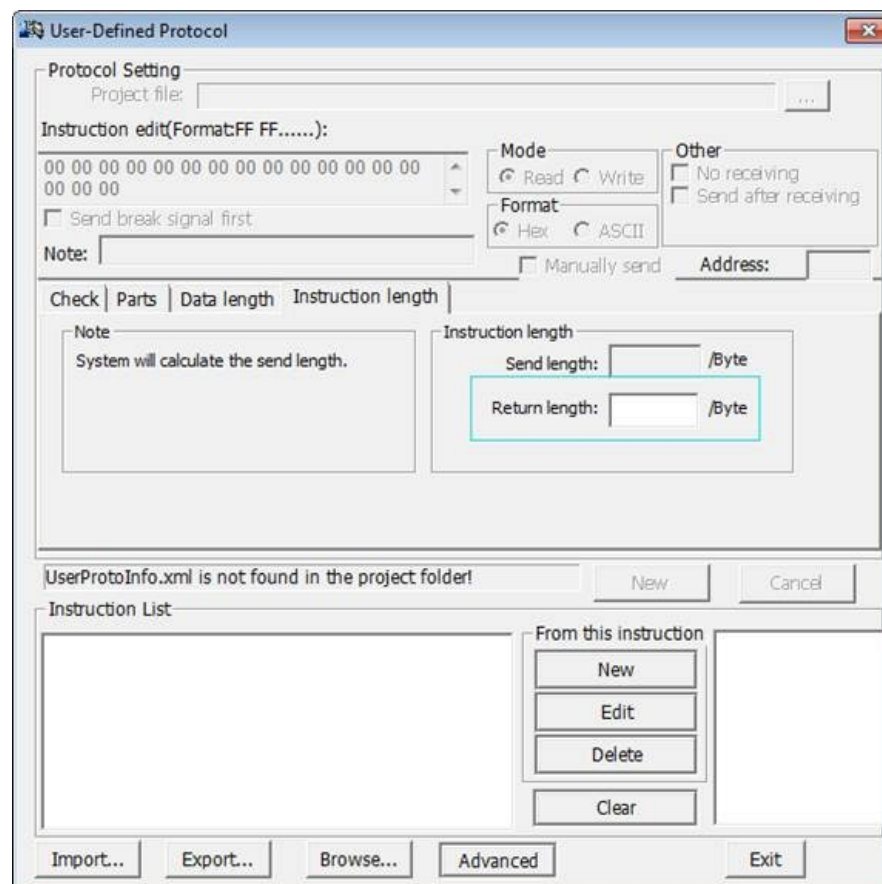 User-Defined Protocol
Protocol Setting
Project file:
...
Instruction edit(Format:FF FF......):
00 00 00 00 00 00 00 00 00 00 00 00 00 00
00 00 00
Mode
Read Write
Other
No receiving
Send after receiving
Send break signal first
Format
Hex ASCII
Note:
Manually send Address:
Check Parts Data length Instruction length
Note
System will calculate the send length.
Instruction length
Send length: /Byte
Return length: /Byte
UserProtoInfo.xml is not found in the project folder!
New Cancel
Instruction List
From this instruction
New
Edit
Delete
Clear
Import... Export... Browse... Advanced Exit